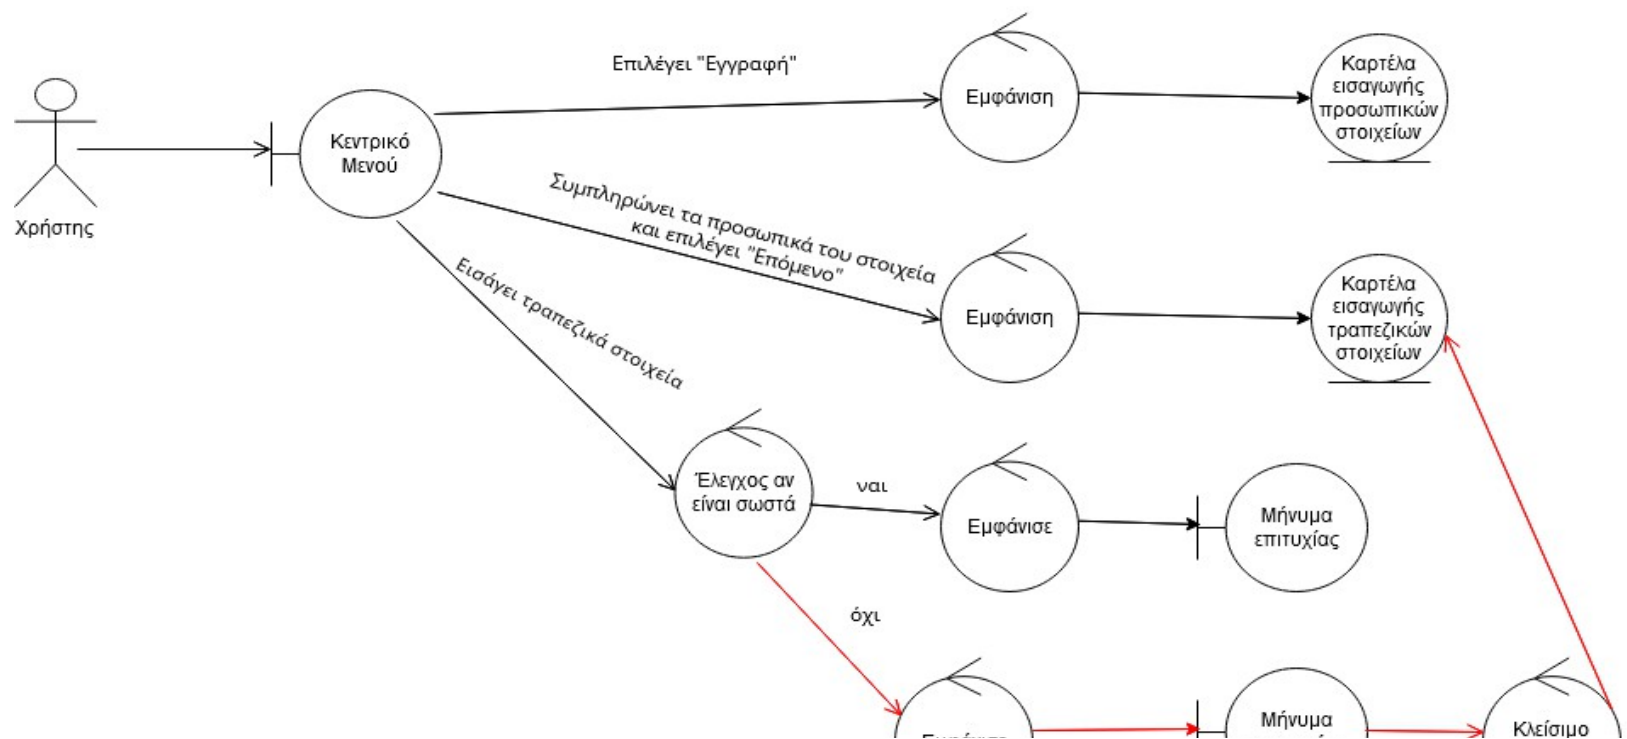 Επιλέγει "Εγγραφή"
Εμφάνιση
Καρτέλα
εισαγωγής
προσωπικών
στοιχείων
Χρήστης
Κεντρικό
Μενού
Συμπληρώνει τα προσωπικά του στοιχεία
και επιλέγει "Επόμενο"
Εμφάνιση
Καρτέλα
εισαγωγής
τραπεζικών
στοιχείων
Εισάγει τραπεζικά στοιχεία
Έλεγχος αν
είναι σωστά
ναι
Εμφάνισε
Μήνυμα
επιτυχίας
όχι
Μήνυμα
Κλείσιμο